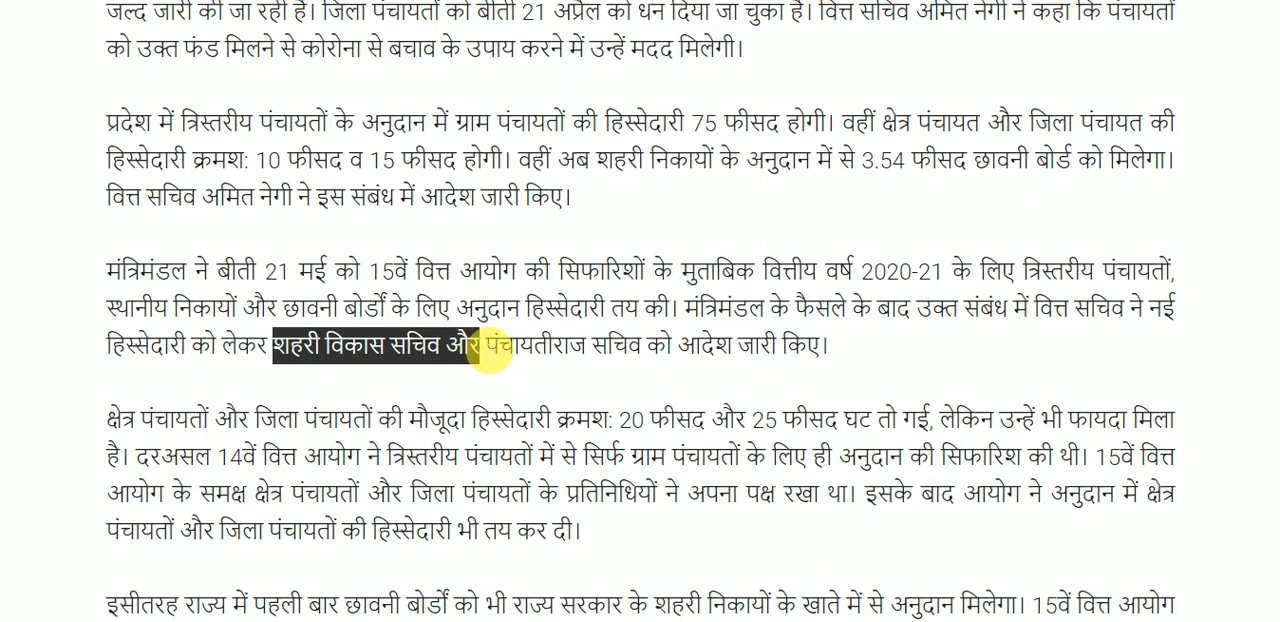 जल्द जारी की जा रही है। जिला पंचायतों को बीती 21 अप्रैल को धन दिया जा चुका है। वित्त सचिव अमित नेगी ने कहा कि पंचायतों
को उक्त फंड मिलने से कोरोना से बचाव के उपाय करने में उन्हें मदद मिलेगी।
प्रदेश में त्रिस्तरीय पंचायतों के अनुदान में ग्राम पंचायतों की हिस्सेदारी 75 फीसद होगी। वहीं क्षेत्र पंचायत और जिला पंचायत की
हिस्सेदारी क्रमश: 10 फीसद व 15 फीसद होगी। वहीं अब शहरी निकायों के अनुदान में से 3.54 फीसद छावनी बोर्ड को मिलेगा।
वित्त सचिव अमित नेगी ने इस संबंध में आदेश जारी किए।
मंत्रिमंडल ने बीती 21 मई को 15वें वित्त आयोग की सिफारिशों के मुताबिक वित्तीय वर्ष 2020-21 के लिए त्रिस्तरीय पंचायतों,
स्थानीय निकायों और छावनी बोर्डों के लिए अनुदान हिस्सेदारी तय की। मंत्रिमंडल के फैसले के बाद उक्त संबंध में वित्त सचिव ने नई
हिस्सेदारी को लेकर शहरी विकास सचिव और पंचायतीराज सचिव को आदेश जारी किए।
क्षेत्र पंचायतों और जिला पंचायतों की मौजूदा हिस्सेदारी क्रमश: 20 फीसद और 25 फीसद घट तो गई, लेकिन उन्हें भी फायदा मिला
है। दरअसल 14वें वित्त आयोग ने त्रिस्तरीय पंचायतों में से सिर्फ ग्राम पंचायतों के लिए ही अनुदान की सिफारिश की थी। 15वें वित्त
आयोग के समक्ष क्षेत्र पंचायतों और जिला पंचायतों के प्रतिनिधियों ने अपना पक्ष रखा था। इसके बाद आयोग ने अनुदान में क्षेत्र
पंचायतों और जिला पंचायतों की हिस्सेदारी भी तय कर दी।
इसीतरह राज्य में पहली बार छावनी बोर्डों को भी राज्य सरकार के शहरी निकायों के खाते में से अनुदान मिलेगा। 15वें वित्त आयोग